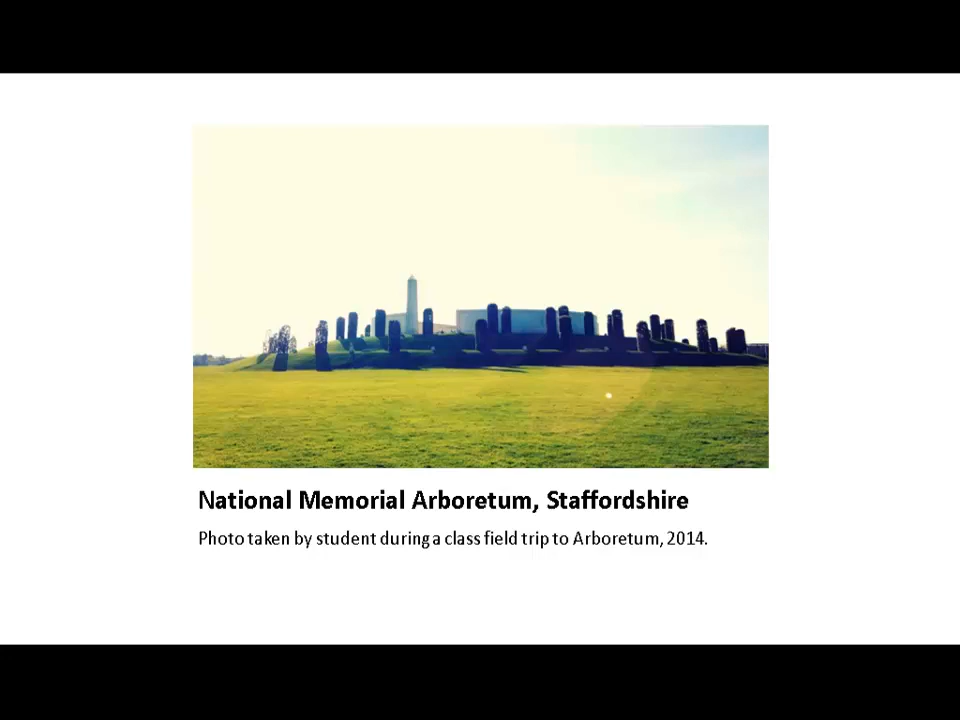 National Memorial Arboretum, Staffordshire
Photo taken by student during a class field trip to Arboretum, 2014.